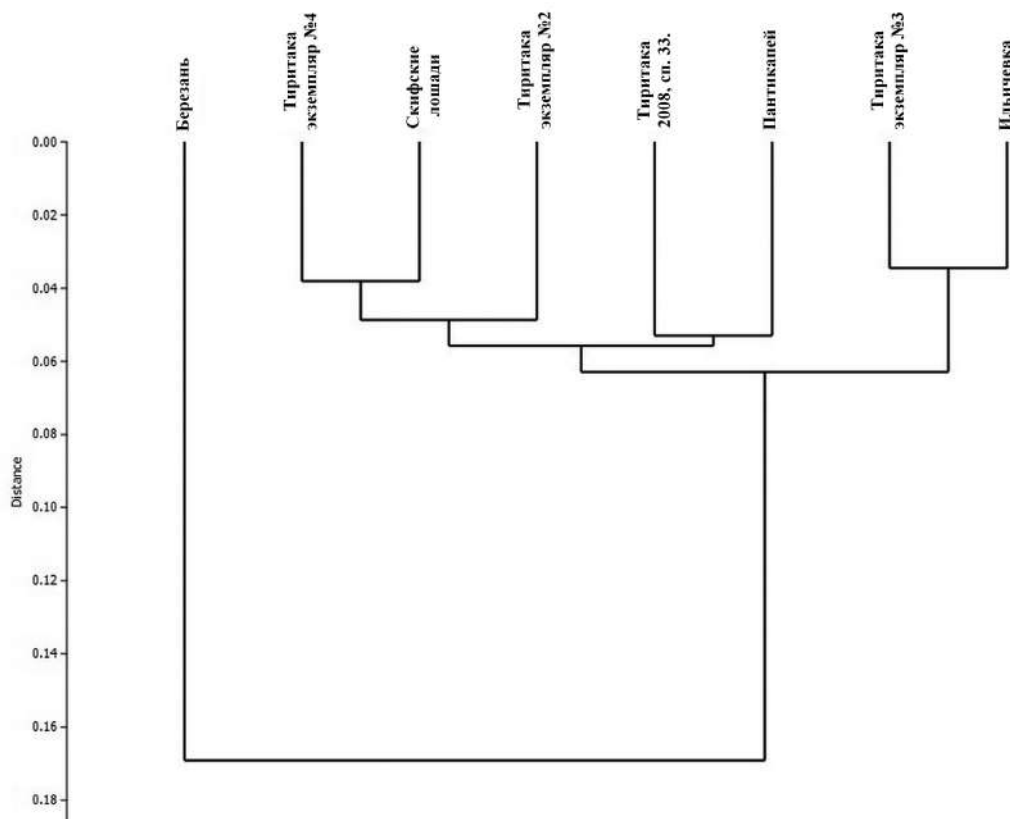 Березань
Тиритака
экземпляр №4
Скифские
лошади
Тиритака
экземпляр №2
Тиритака
2008, сп. 33.
Пантикапей
Тиритака
экземпляр №3
Ильичевка
0.00
0.02
0.04
0.06
0.08
0.10
0.12
0.14
0.16
0.18
Distance